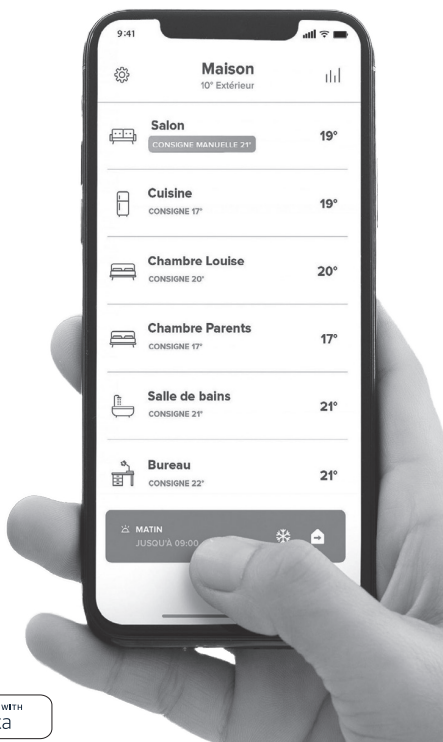 9:41
Maison
10° Extérieur
Salon
CONSIGNE MANUELLE 21°
19°
Cuisine
CONSIGNE 17°
19°
Chambre Louise
CONSIGNE 20°
20°
Chambre Parents
CONSIGNE 17°
17°
Salle de bains
CONSIGNE 21°
21°
Bureau
CONSIGNE 22°
21°
MATIN
JUSQU'À 09:00
WITH